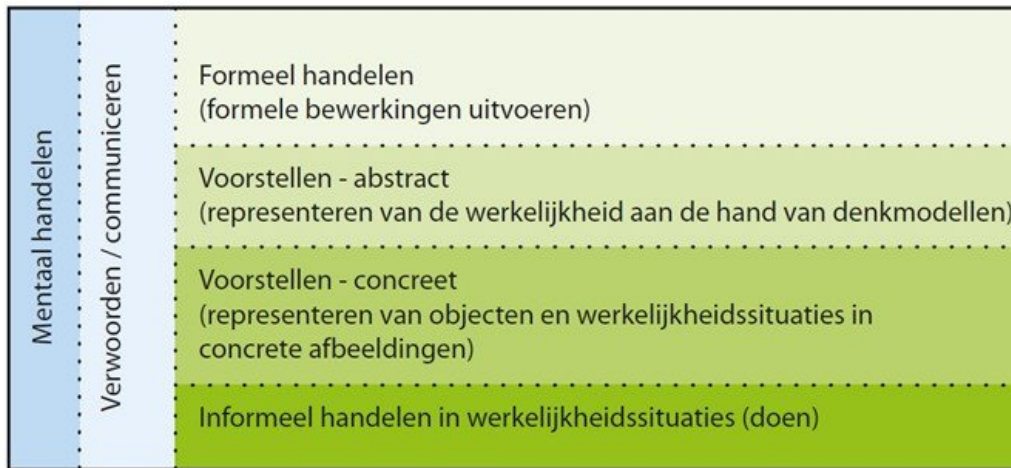 Mentaal handelen
Verwoorden / communiceren
Formeel handelen
(formele bewerkingen uitvoeren)
Voorstellen - abstract
(representeren van de werkelijkheid aan de hand van denkmodellen)
Voorstellen - concreet
(representeren van objecten en werkelijkheidssituaties in
concrete afbeeldingen)
Informeel handelen in werkelijkheidssituaties (doen)